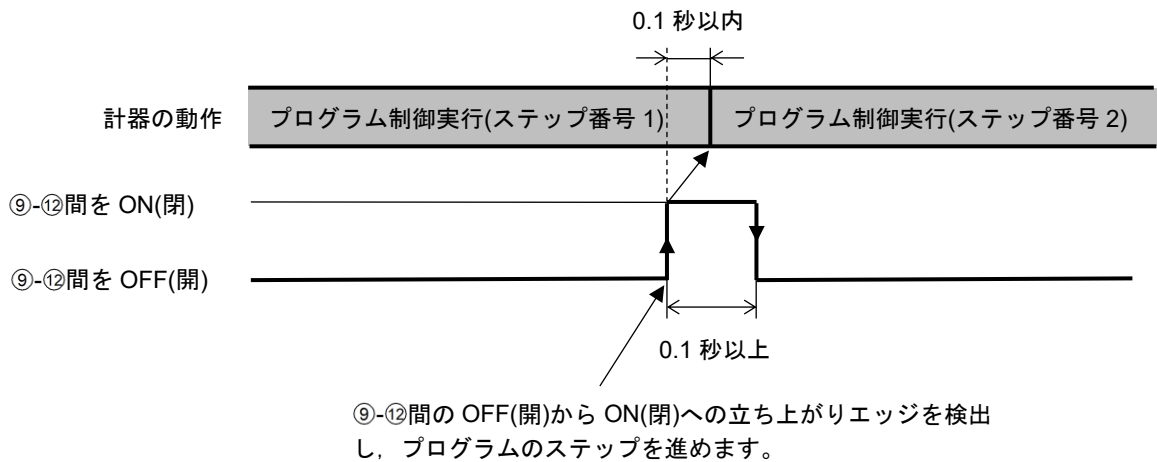 0.1 秒以内
計器の動作
プログラム制御実行(ステップ番号 1)
プログラム制御実行(ステップ番号 2)
⑨-⑫間を ON(閉)
⑨-⑫間を OFF(開)
0.1 秒以上
⑨-⑫間の OFF(開)から ON(閉)への立ち上がりエッジを検出
し，プログラムのステップを進めます。